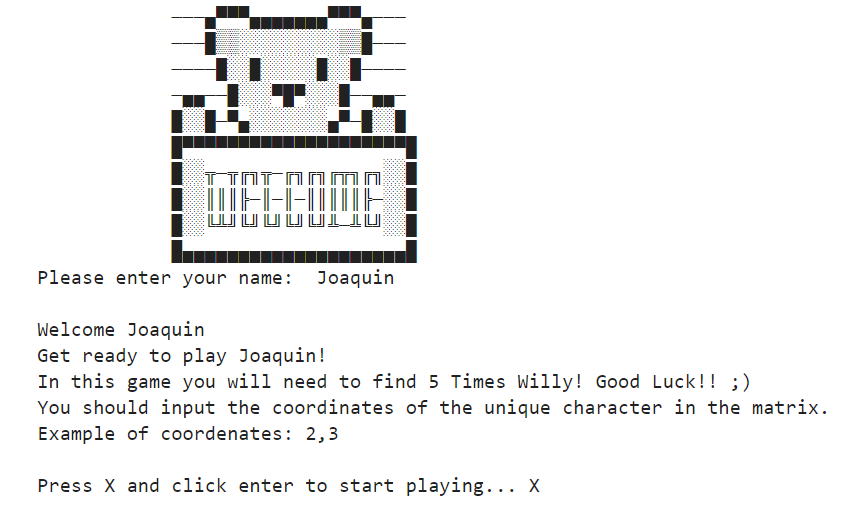 WELCOME
Please enter your name:  Joaquin
Welcome Joaquin
Get ready to play Joaquin!
In this game you will need to find 5 Times Willy! Good Luck!! ;)
You should input the coordinates of the unique character in the matrix.
Example of coordenates: 2,3
Press X and click enter to start playing... X